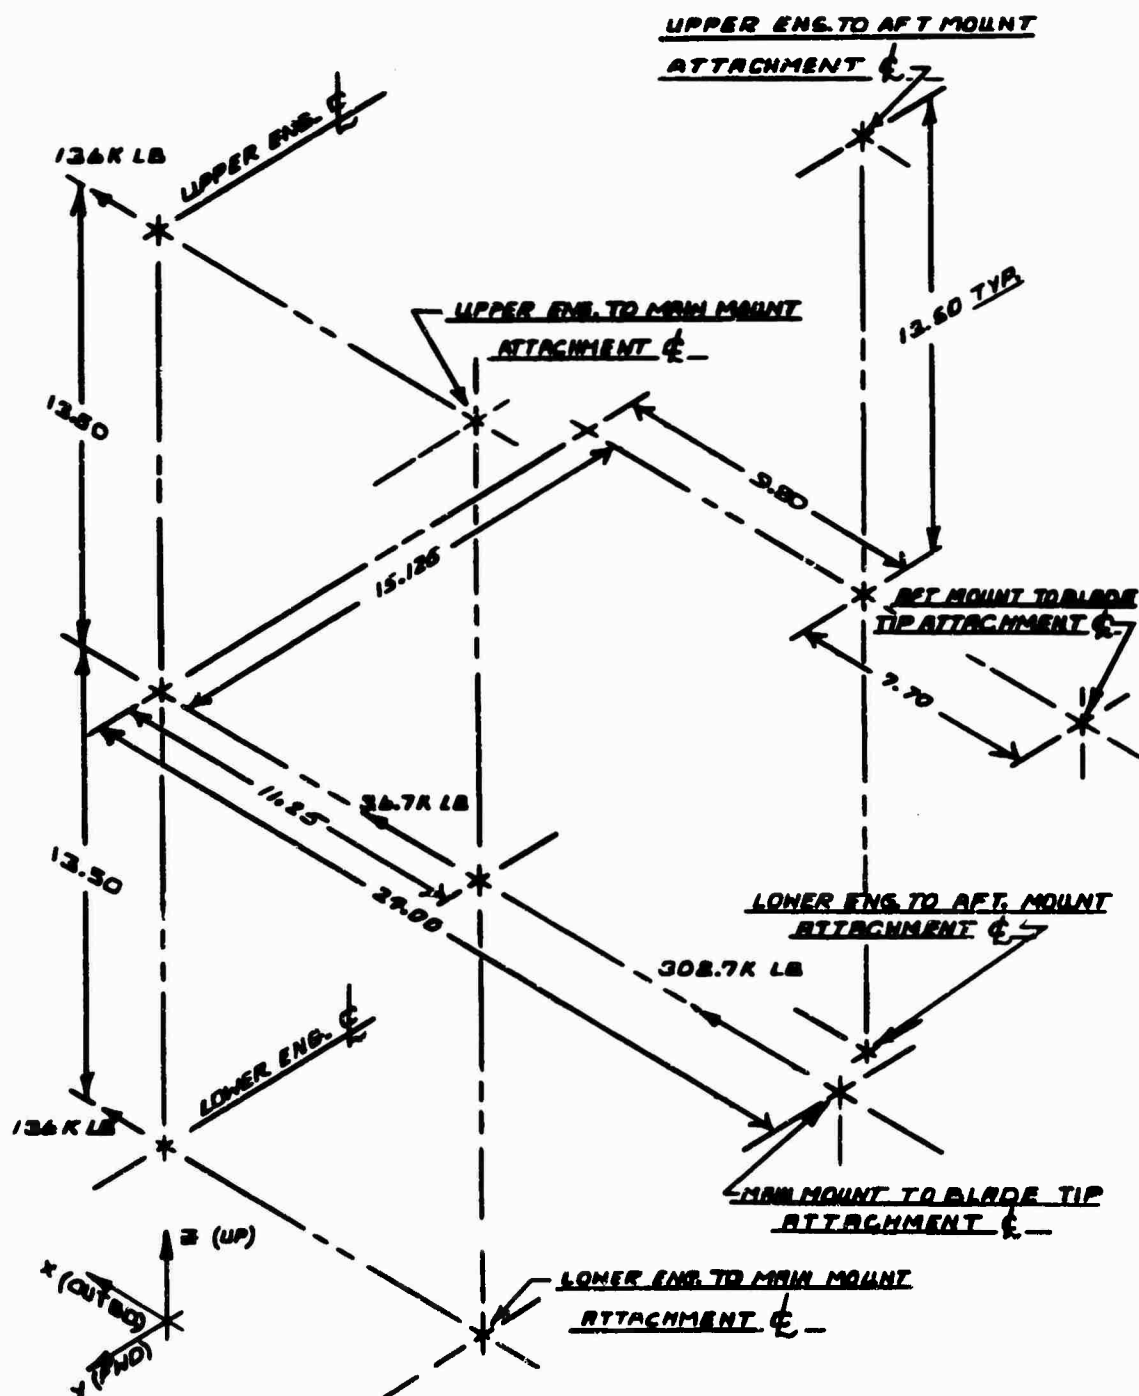 UPPER ENG. TO AFT MOUNT
ATTACHMENT ℄
136K LB
UPPER ENG. ℄
13.50 TYP.
UPPER ENG. TO MAIN MOUNT
ATTACHMENT ℄
13.50
9.80
15.126
AFT MOUNT TO BLADE
TIP ATTACHMENT ℄
7.70
11.25
36.7K LB
13.50
29.00
LOWER ENG. TO AFT. MOUNT
ATTACHMENT ℄
308.7K LB
LOWER ENG. ℄
136K LB
MAIN MOUNT TO BLADE TIP
ATTACHMENT ℄
Z (UP)
X (OUTBD)
LOWER ENG. TO MAIN MOUNT
ATTACHMENT ℄
Y (FWD)